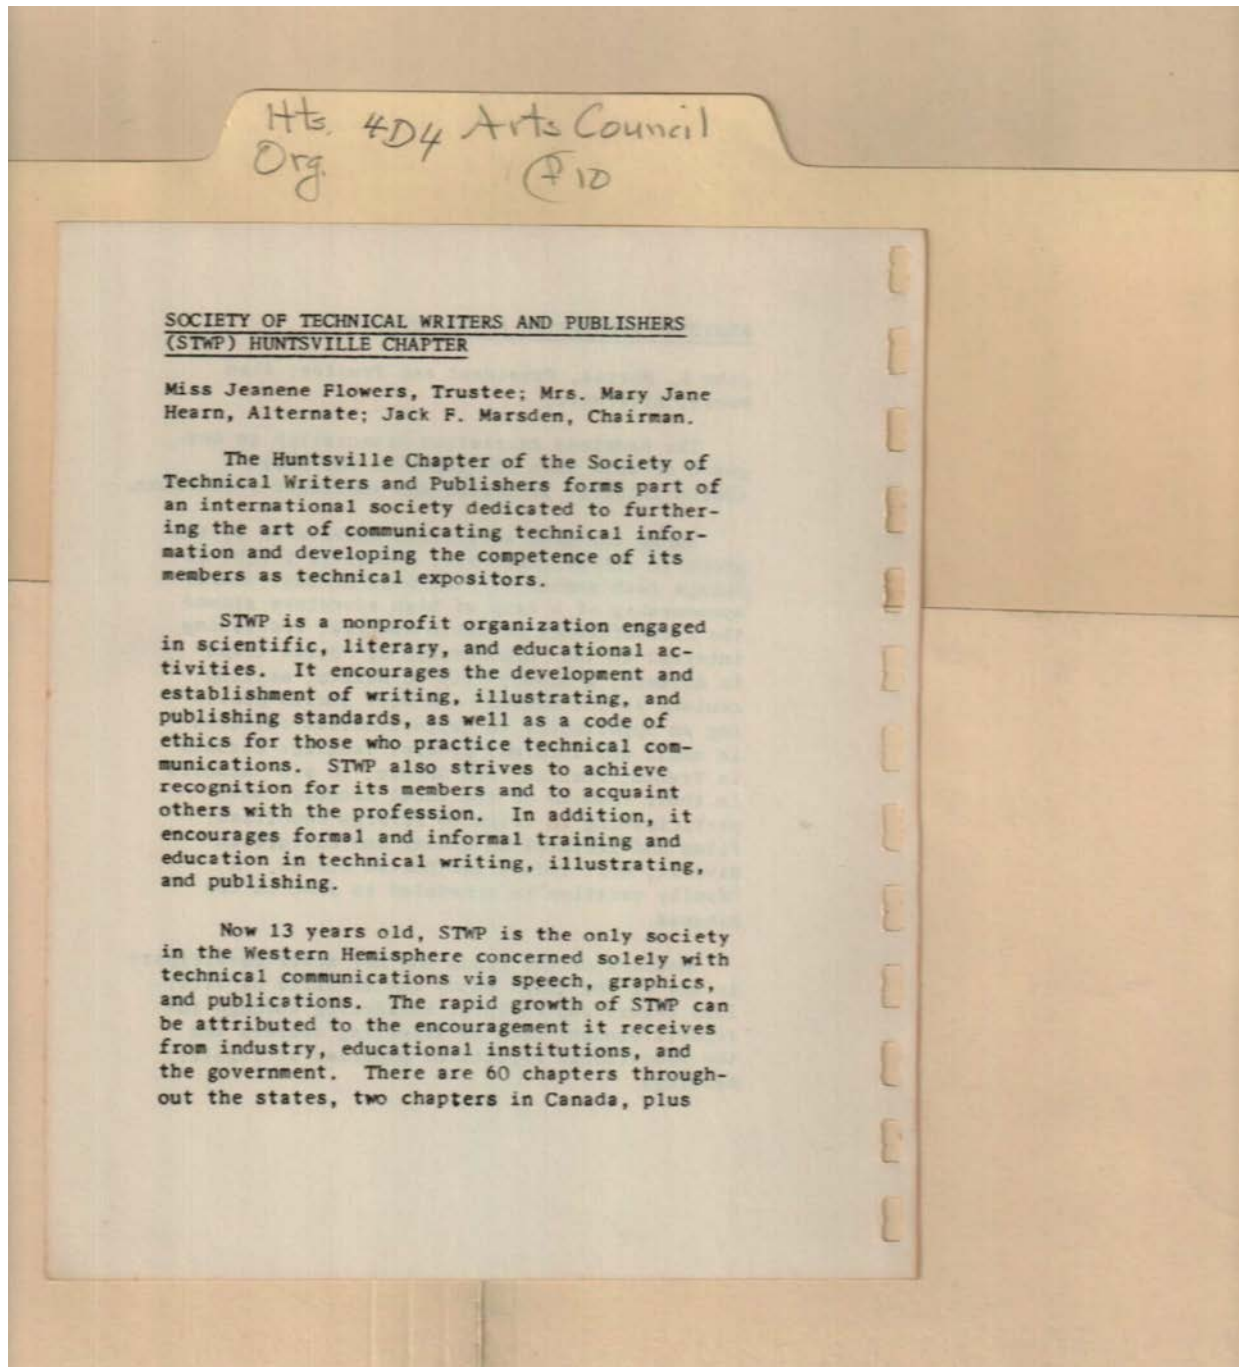 Hts. 4D4 Arts Council
Org. 10
SOCIETY OF TECHNICAL WRITERS AND PUBLISHERS
(STWP) HUNTSVILLE CHAPTER
Miss Jeanene Flowers, Trustee; Mrs. Mary Jane
Hearn, Alternate; Jack F. Marsden, Chairman.
The Huntsville Chapter of the Society of
Technical Writers and Publishers forms part of
an international society dedicated to further-
ing the art of communicating technical infor-
mation and developing the competence of its
members as technical expositors.
STWP is a nonprofit organization engaged
in scientific, literary, and educational ac-
tivities. It encourages the development and
establishment of writing, illustrating, and
publishing standards, as well as a code of
ethics for those who practice technical com-
munications. STWP also strives to achieve
recognition for its members and to acquaint
others with the profession. In addition, it
encourages formal and informal training and
education in technical writing, illustrating,
and publishing.
Now 13 years old, STWP is the only society
in the Western Hemisphere concerned solely with
technical communications via speech, graphics,
and publications. The rapid growth of STWP can
be attributed to the encouragement it receives
from industry, educational institutions, and
the government. There are 60 chapters through-
out the states, two chapters in Canada, plus